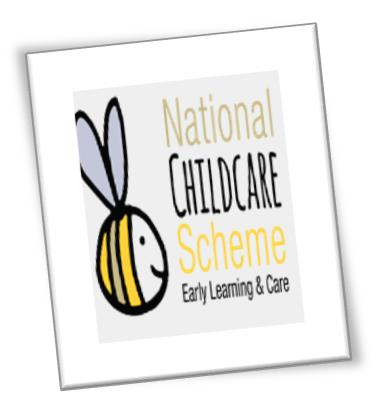 National
CHILDCARE
Scheme
Early Learning & Care